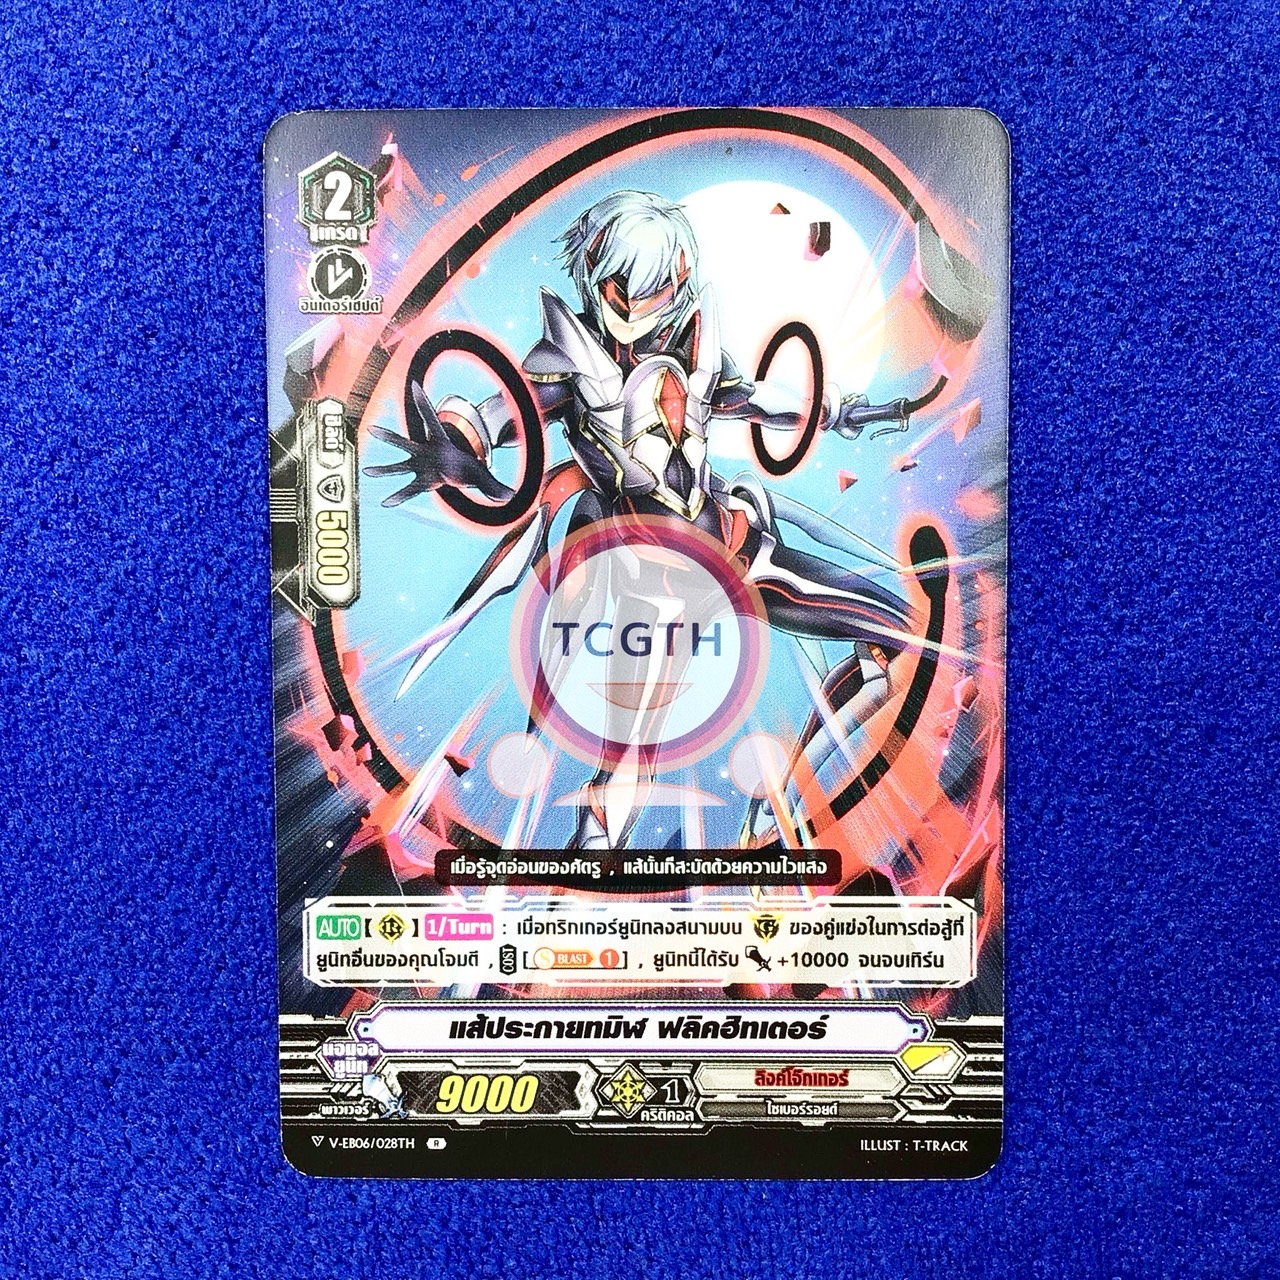 2
เกรด
อินเตอร์เซปต์
ชิลด์
5000
TCGTH
เมื่อรู้จุดอ่อนของศัตรู , แส้นั้นก็สะบัดด้วยความไวแสง
AUTO 【 R 】 1/Turn : เมื่อทริกเกอร์ยูนิทลงสนามบน G ของคู่แข่งในการต่อสู้ที่
ยูนิทอื่นของคุณโจมตี , COST [ S BLAST 1 ] , ยูนิทนี้ได้รับ +10000 จนจบเทิร์น
แส้ประกายทมิฬ ฟลิคฮิทเตอร์
นอมอล
ยูนิท
พาวเวอร์
9000
1
คริติคอล
ลิงค์โจ๊กเกอร์
ไซเบอร์รอยด์
V-EB06/028TH R
ILLUST : T-TRACK